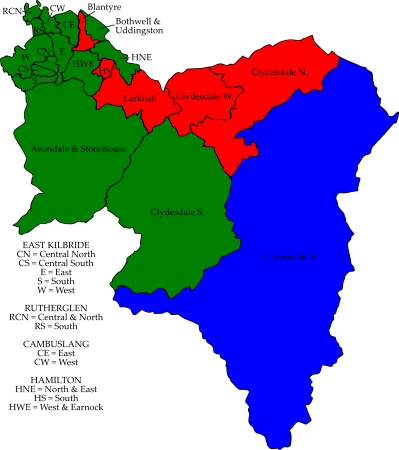 RCN
CW
Blantyre
Bothwell &
Uddingston
RS
CE
HNE
CN
E
W
HWE
CS
S
HS
Larkhall
Clydesdale N.
Clydesdale W.
Avondale & Stonehouse
Clydesdale S.
Clydesdale E.
EAST KILBRIDE
CN = Central North
CS = Central South
E = East
S = South
W = West
RUTHERGLEN
RCN = Central & North
RS = South
CAMBUSLANG
CE = East
CW = West
HAMILTON
HNE = North & East
HS = South
HWE = West & Earnock